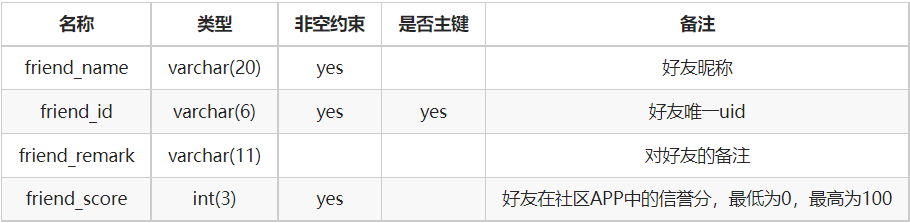 名称 类型 非空约束 是否主键 备注
friend_name varchar(20) yes 好友昵称
friend_id varchar(6) yes yes 好友唯一uid
friend_remark varchar(11) 对好友的备注
friend_score int(3) yes 好友在社区APP中的信誉分，最低为0，最高为100